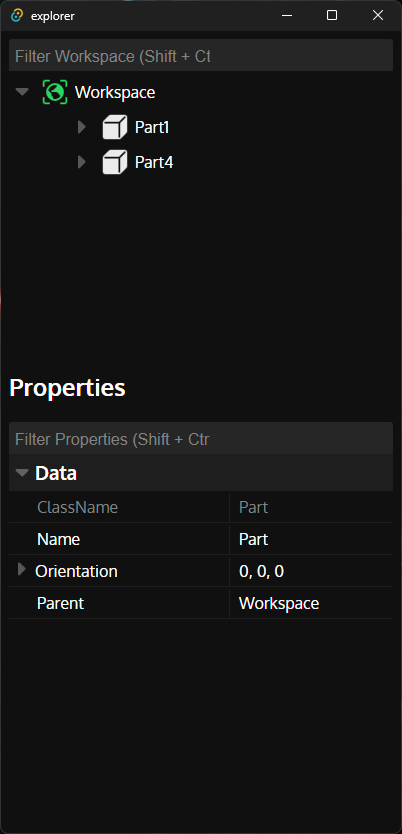 explorer
Filter Workspace (Shift + Ct
Workspace
Part1
Part4
Properties
Filter Properties (Shift + Ctr
Data
ClassName Part
Name Part
Orientation 0, 0, 0
Parent Workspace